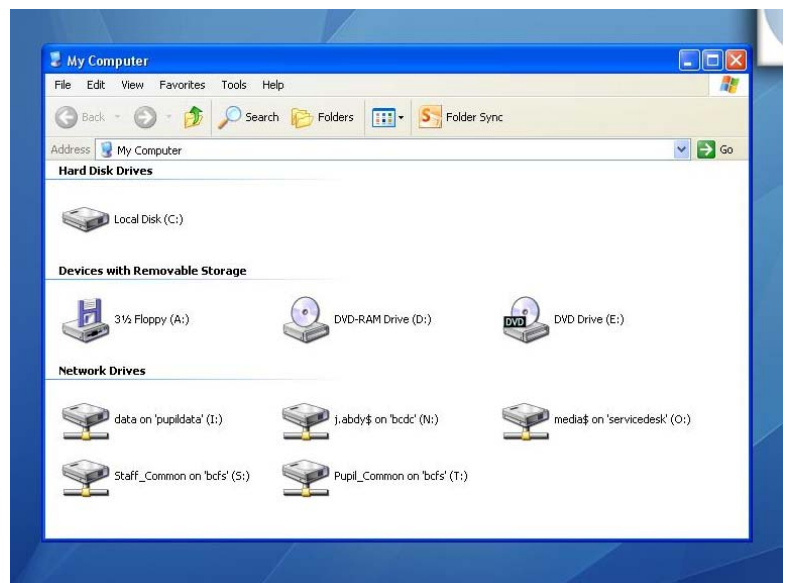 My Computer
File Edit View Favorites Tools Help
Back Search Folders Folder Sync
Address My Computer Go
Hard Disk Drives
Local Disk (C:)
Devices with Removable Storage
3½ Floppy (A:) DVD-RAM Drive (D:) DVD DVD Drive (E:)
Network Drives
data on 'pupildata' (I:) j.abdy$ on 'bcdc' (N:) media$ on 'servicedesk' (O:)
Staff_Common on 'bcfs' (S:) Pupil_Common on 'bcfs' (T:)